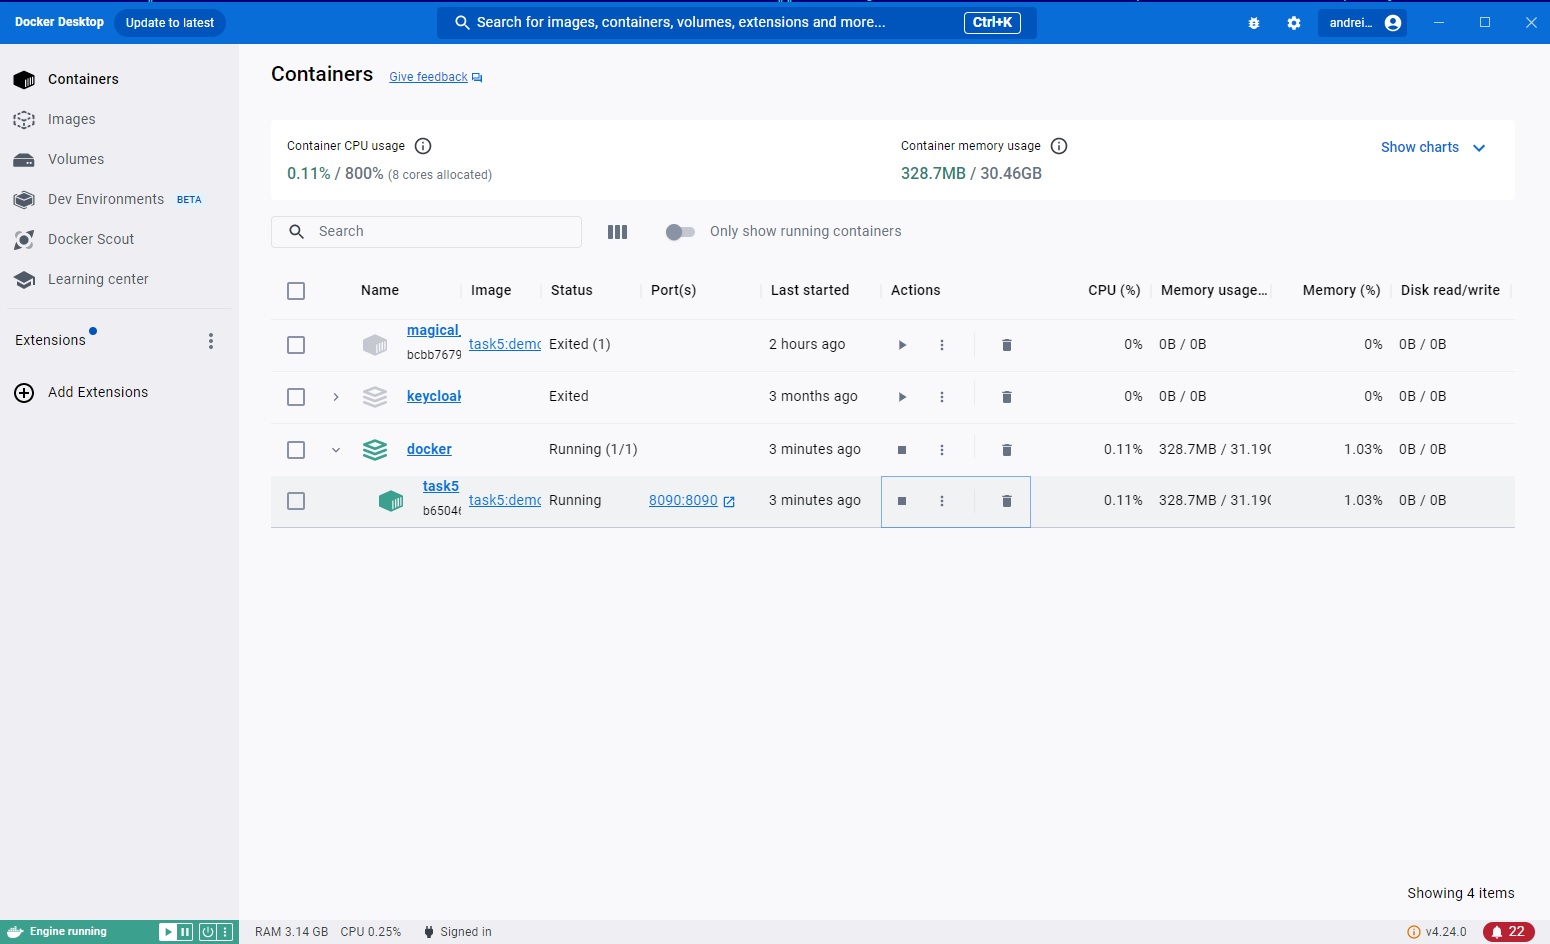 Docker Desktop Update to latest Search for images, containers, volumes, extensions and more... Ctrl+K andrei...
Containers
Images
Volumes
Dev Environments BETA
Docker Scout
Learning center
Extensions
Add Extensions
Containers Give feedback
Container CPU usage
0.11% / 800% (8 cores allocated)
Container memory usage
328.7MB / 30.46GB
Show charts
Search
Only show running containers
Name Image Status Port(s) Last started Actions CPU (%) Memory usage... Memory (%) Disk read/write
magical_
bcbb7679
task5:demo Exited (1) 2 hours ago 0% 0B / 0B 0% 0B / 0B
keycloak Exited 3 months ago 0% 0B / 0B 0% 0B / 0B
docker Running (1/1) 3 minutes ago 0.11% 328.7MB / 31.19G 1.03% 0B / 0B
task5
b65046
task5:demo Running 8090:8090 3 minutes ago 0.11% 328.7MB / 31.19G 1.03% 0B / 0B
Showing 4 items
Engine running RAM 3.14 GB CPU 0.25% Signed in v4.24.0 22